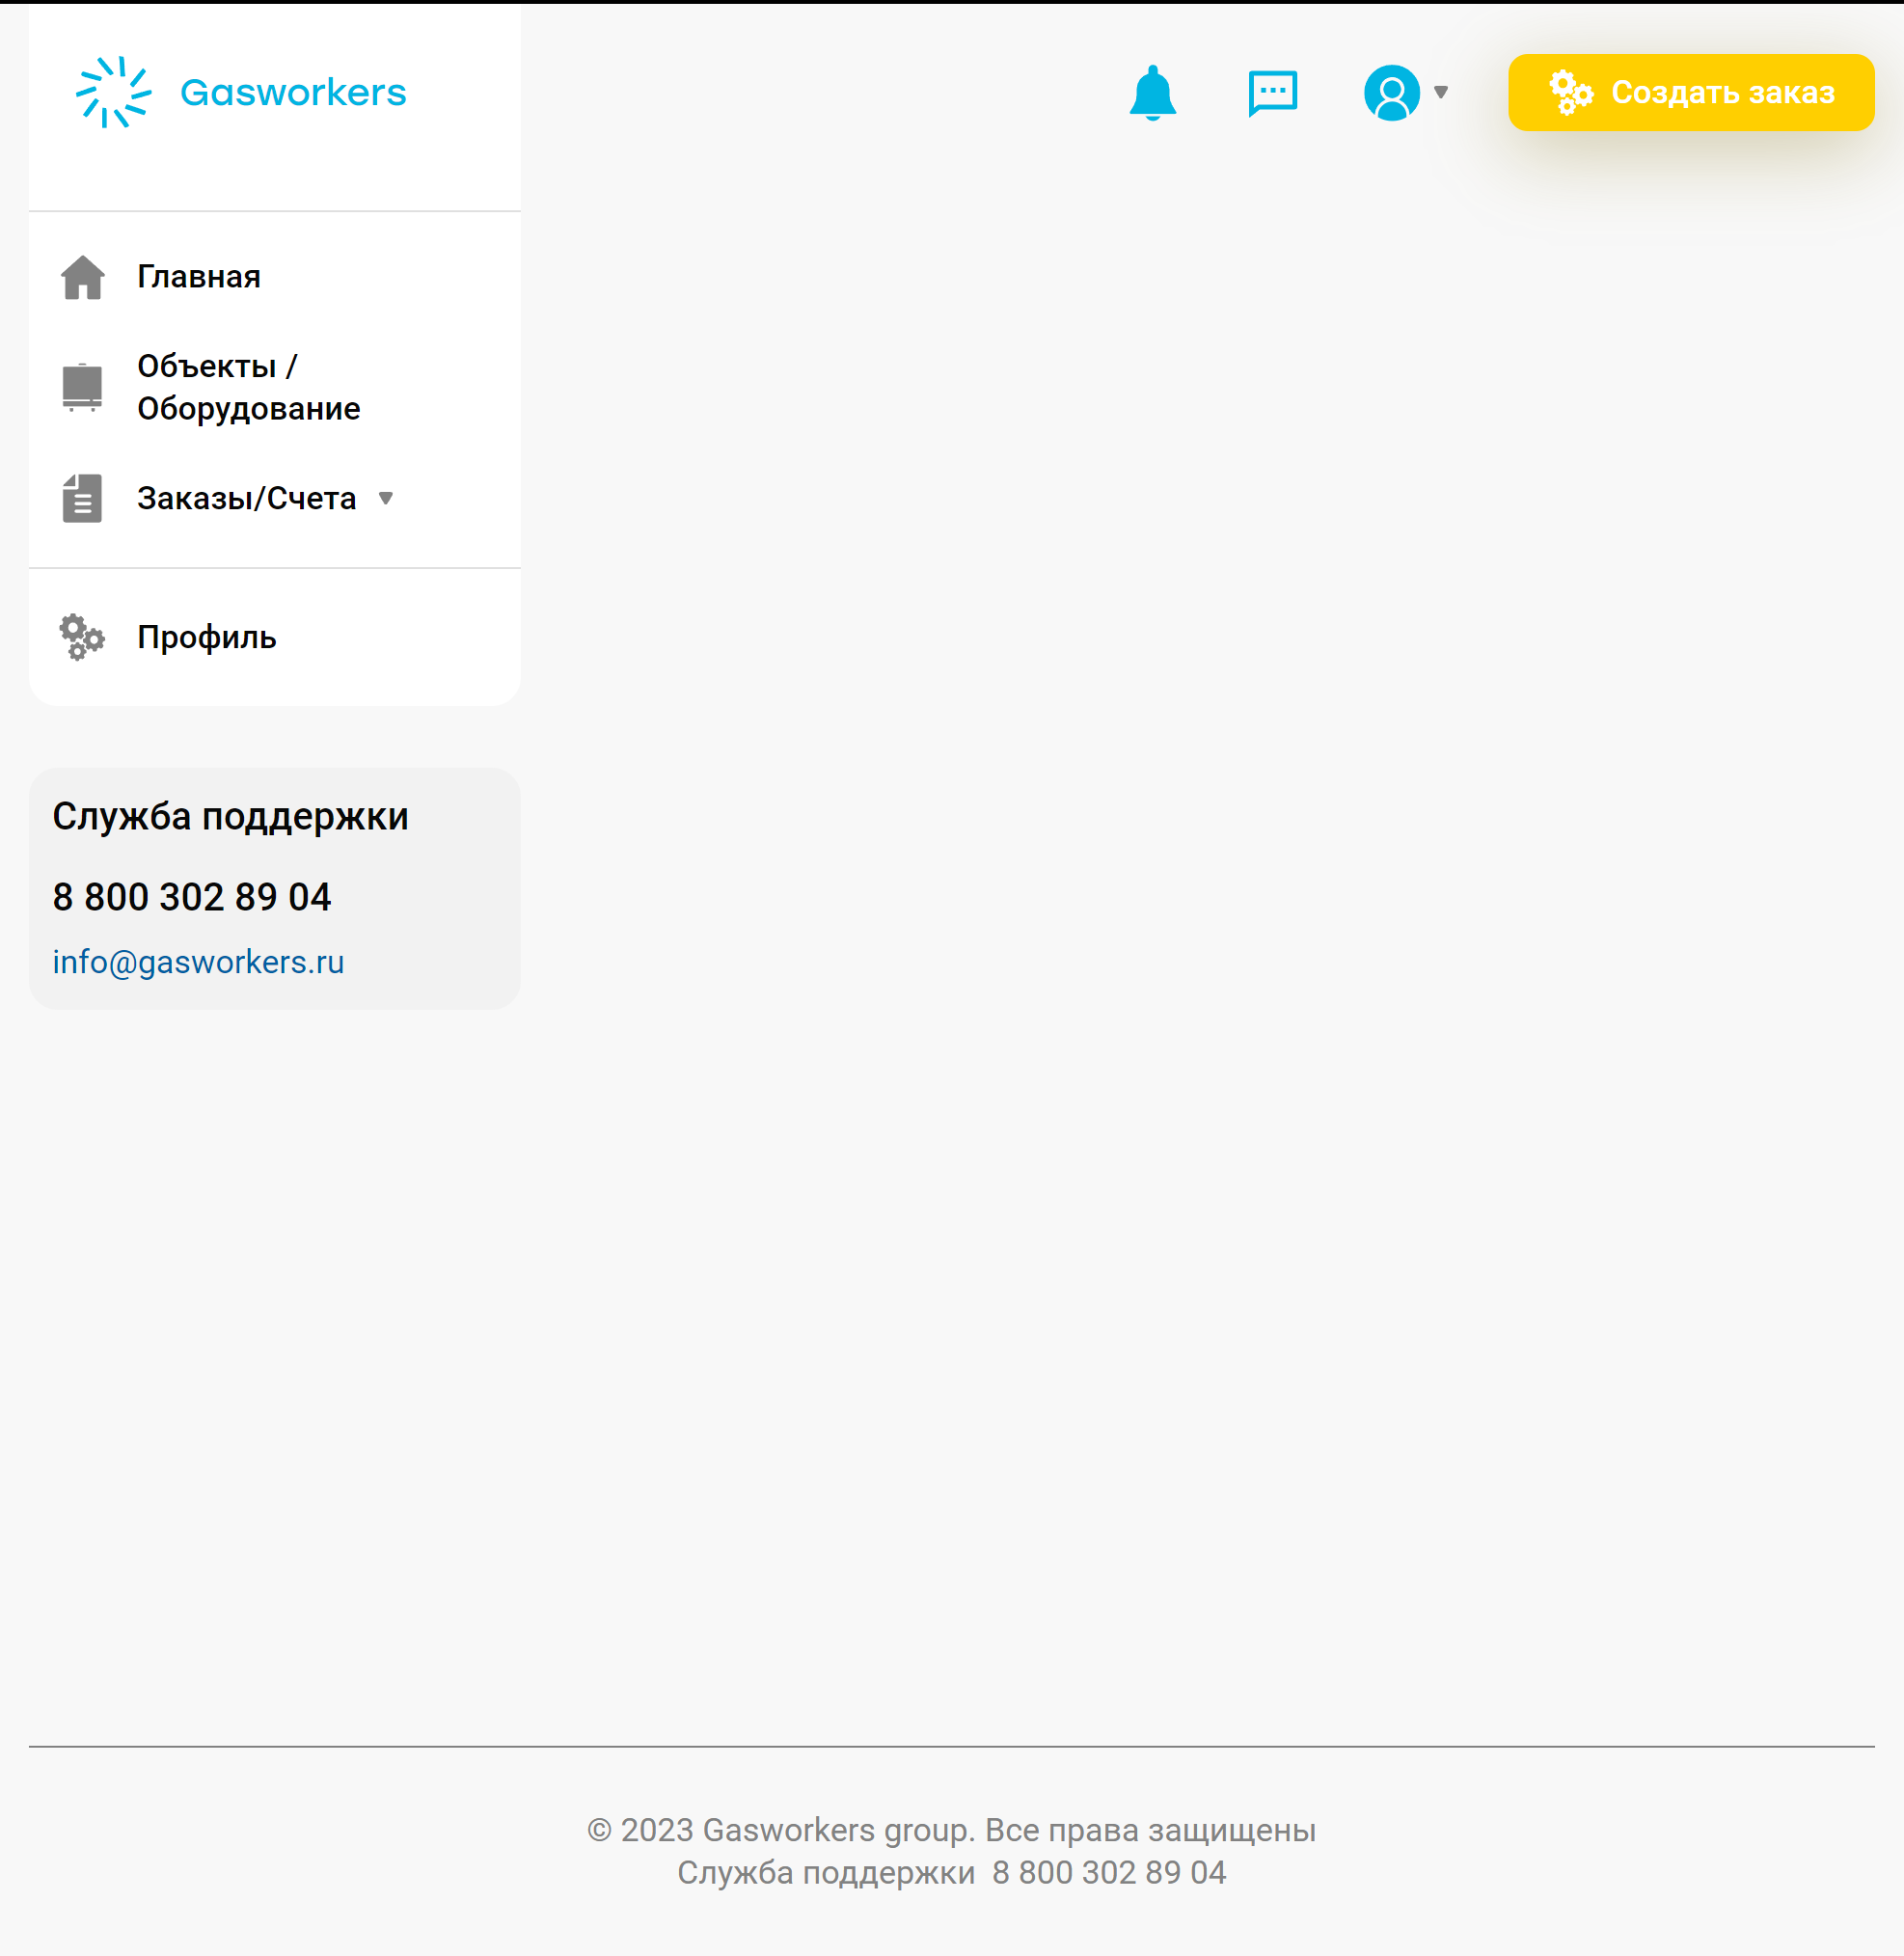 Gasworkers
Создать заказ
Главная
Объекты /
Оборудование
Заказы/Счета
Профиль
Служба поддержки
8 800 302 89 04
info@gasworkers.ru
© 2023 Gasworkers group. Все права защищены
Служба поддержки 8 800 302 89 04